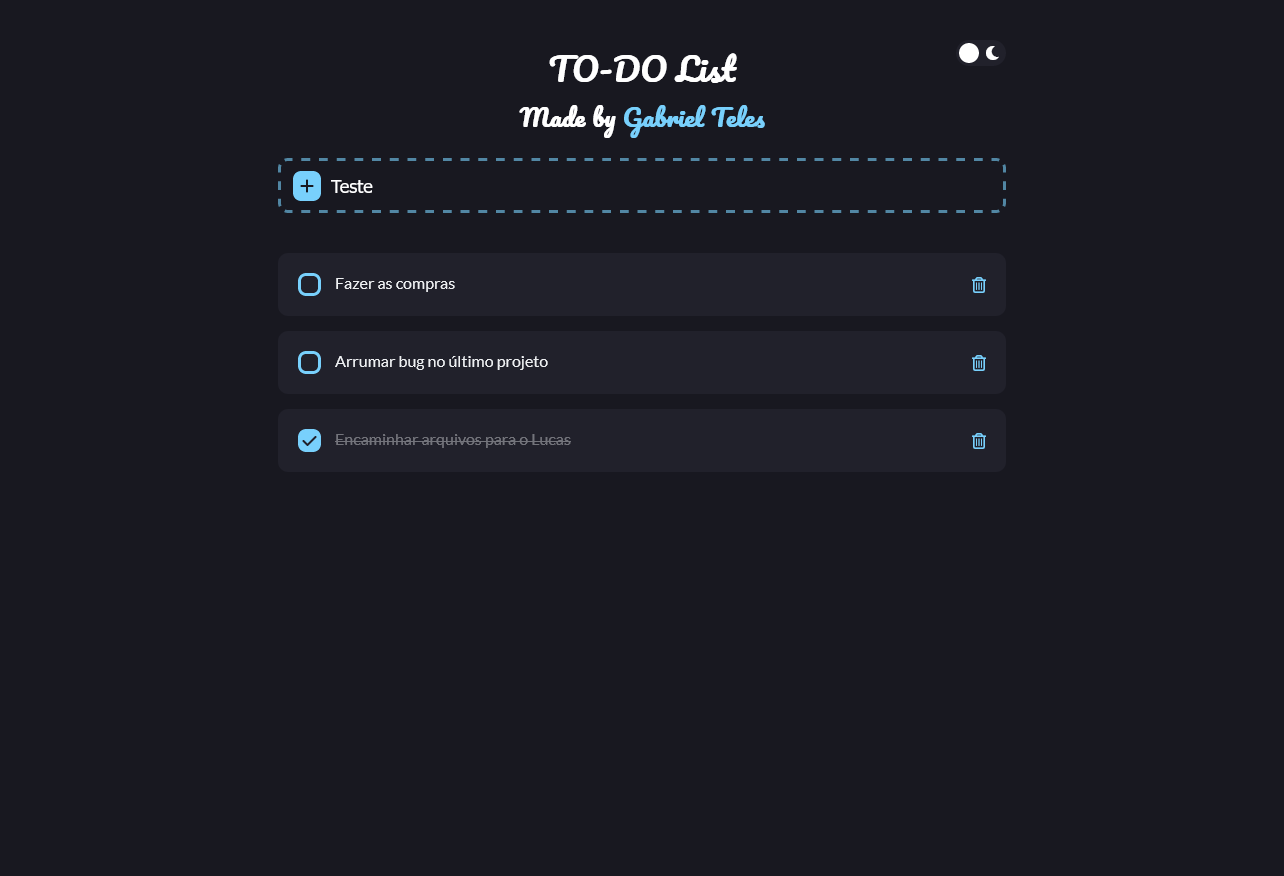 TO-DO List
Made by Gabriel Teles
Teste
Fazer as compras
Arrumar bug no último projeto
Encaminhar arquivos para o Lucas